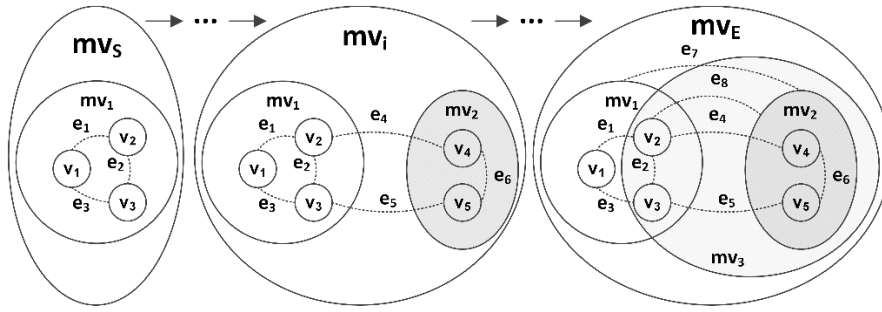 ... ...
mvS mvi mvE
e7
e8
mv1 mv1 mv2 mv1 mv2
e1 v2 e1 v2 e4 v4 e1 v2 e4 v4
v1 e2 v1 e2 e6 v1 e2 e6
e3 v3 e3 v3 e5 v5 e3 v3 e5 v5
mv3